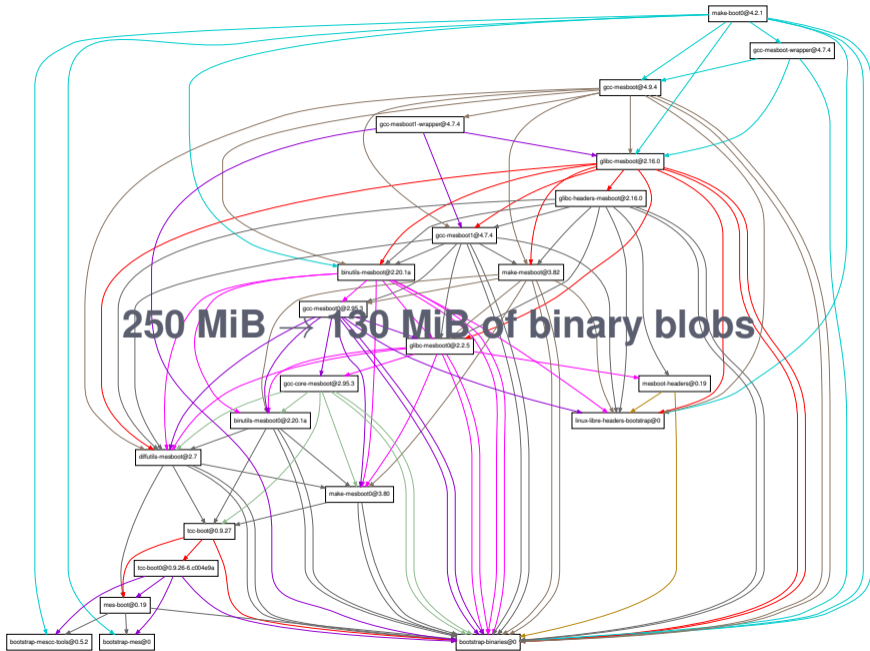 make-boot0@4.2.1
gcc-mesboot-wrapper@4.7.4
gcc-mesboot@4.9.4
gcc-mesboot1-wrapper@4.7.4
glibc-mesboot@2.16.0
glibc-headers-mesboot@2.16.0
gcc-mesboot1@4.7.4
binutils-mesboot@2.20.1a
make-mesboot@3.82
gcc-mesboot0@2.95.3
250 MiB → 130 MiB of binary blobs
glibc-mesboot0@2.2.5
gcc-core-mesboot@2.95.3
mesboot-headers@0.19
binutils-mesboot0@2.20.1a
linux-libre-headers-bootstrap@0
diffutils-mesboot@2.7
make-mesboot0@3.80
tcc-boot@0.9.27
tcc-boot0@0.9.26-6.c004e9a
mes-boot@0.19
bootstrap-mescc-tools@0.5.2
bootstrap-mes@0
bootstrap-binaries@0